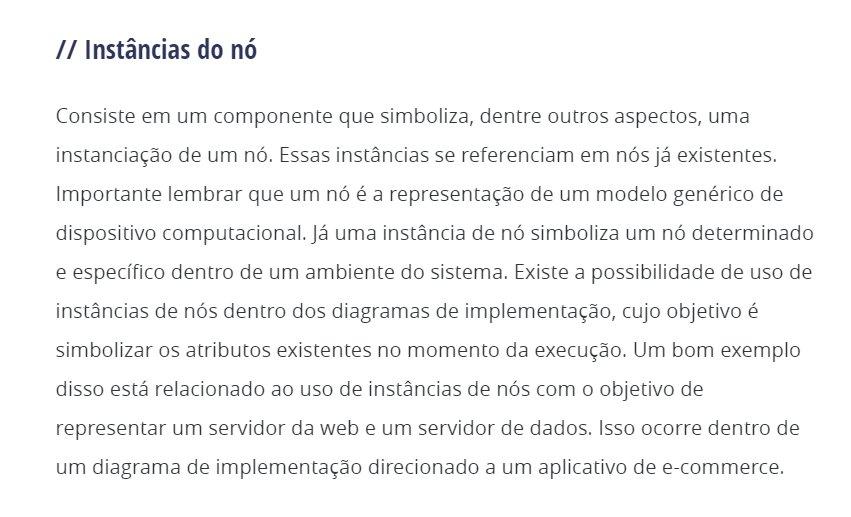 // Instâncias do nó
Consiste em um componente que simboliza, dentre outros aspectos, uma
instanciação de um nó. Essas instâncias se referenciam em nós já existentes.
Importante lembrar que um nó é a representação de um modelo genérico de
dispositivo computacional. Já uma instância de nó simboliza um nó determinado
e específico dentro de um ambiente do sistema. Existe a possibilidade de uso de
instâncias de nós dentro dos diagramas de implementação, cujo objetivo é
simbolizar os atributos existentes no momento da execução. Um bom exemplo
disso está relacionado ao uso de instâncias de nós com o objetivo de
representar um servidor da web e um servidor de dados. Isso ocorre dentro de
um diagrama de implementação direcionado a um aplicativo de e-commerce.